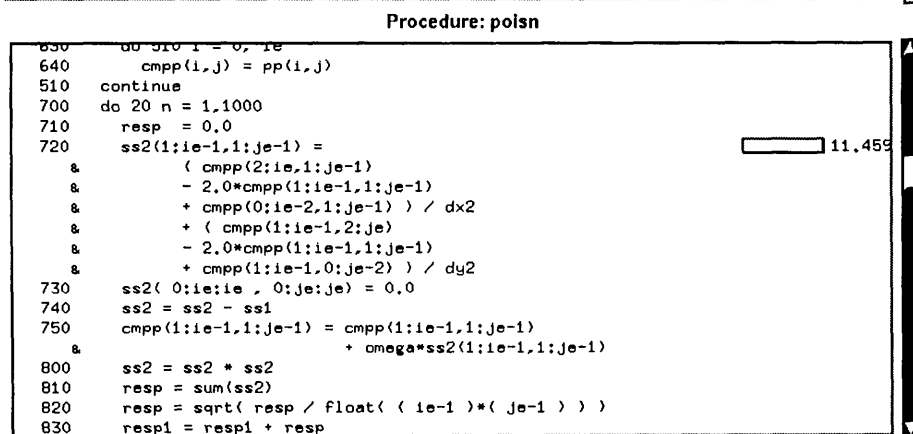 Procedure: poisn
630 do 510 i = 0, ie
640 cmpp(i,j) = pp(i,j)
510 continue
700 do 20 n = 1,1000
710 resp = 0.0
720 ss2(1:ie-1,1:je-1) = 11.459
& ( cmpp(2:ie,1:je-1)
& - 2.0*cmpp(1:ie-1,1:je-1)
& + cmpp(0:ie-2,1:je-1) ) / dx2
& + ( cmpp(1:ie-1,2:je)
& - 2.0*cmpp(1:ie-1,1:je-1)
& + cmpp(1:ie-1,0:je-2) ) / dy2
730 ss2( 0:ie:ie , 0:je:je) = 0.0
740 ss2 = ss2 - ss1
750 cmpp(1:ie-1,1:je-1) = cmpp(1:ie-1,1:je-1)
& + omega*ss2(1:ie-1,1:je-1)
800 ss2 = ss2 * ss2
810 resp = sum(ss2)
820 resp = sqrt( resp / float( ( ie-1 )*( je-1 ) ) )
830 resp1 = resp1 + resp